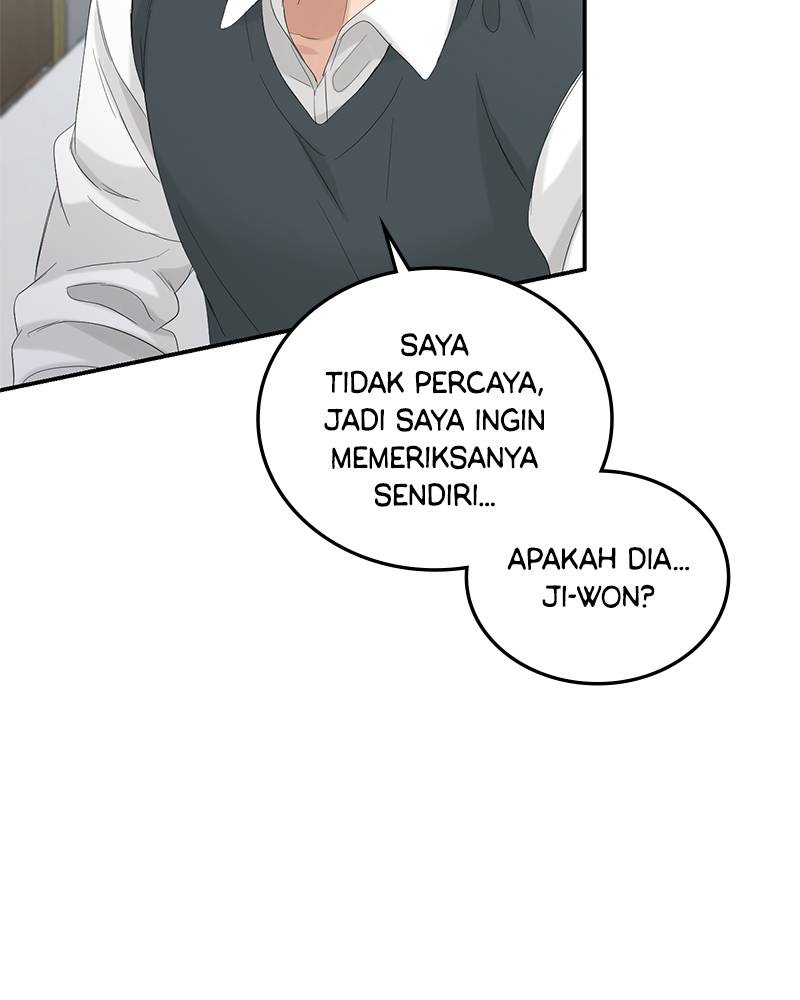 SAYA
TIDAK PERCAYA,
JADI SAYA INGIN
MEMERIKSANYA
SENDIRI...
APAKAH DIA...
JI-WON?